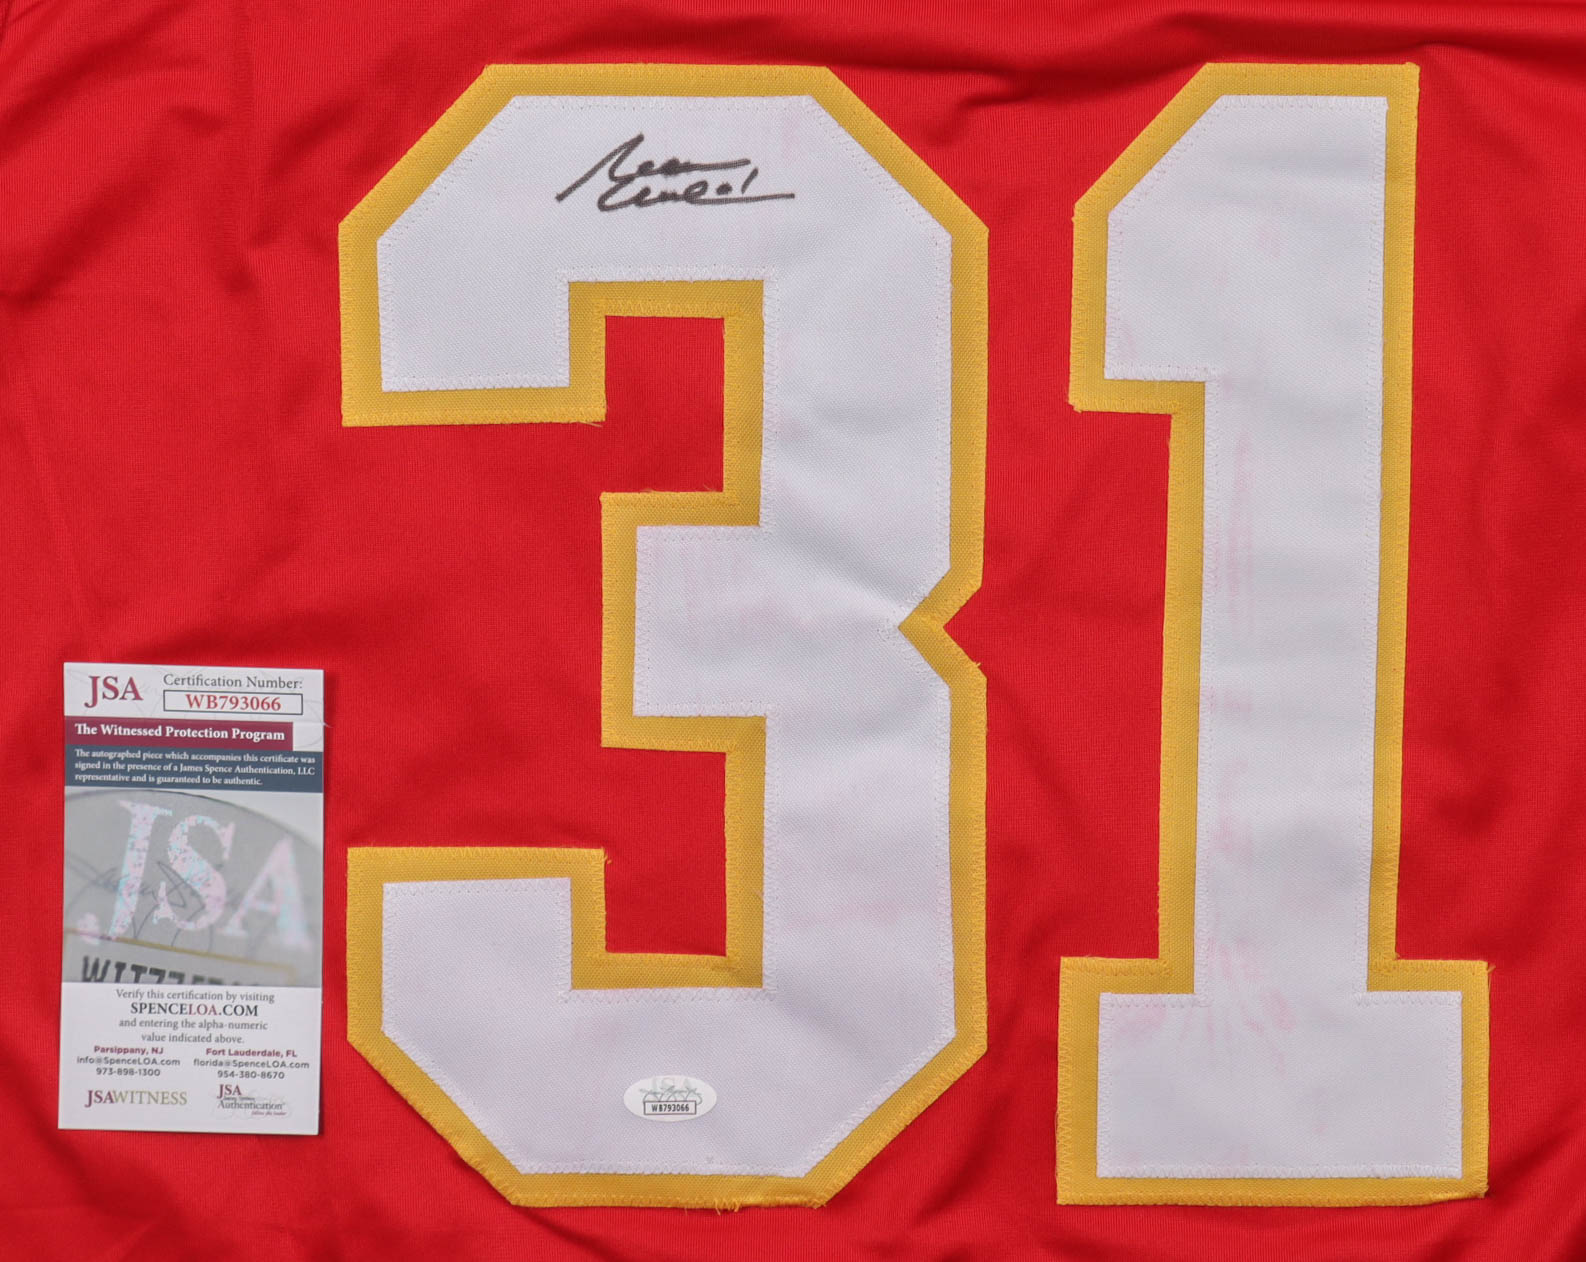 31
JSA
Certification Number:
WB793066
The Witnessed Protection Program
The autographed piece which accompanies this certificate was
signed in the presence of a James Spence Authentication, LLC
representative and is guaranteed to be authentic.
JSA
Verify this certification by visiting
SPENCELOA.COM
and entering the alpha-numeric
value indicated above.
Parsippany, NJ
info@SpenceLOA.com
973-898-1300
Fort Lauderdale, FL
florida@SpenceLOA.com
954-380-8670
JSAWITNESS
JSA
Authentication
JSA
WB793066